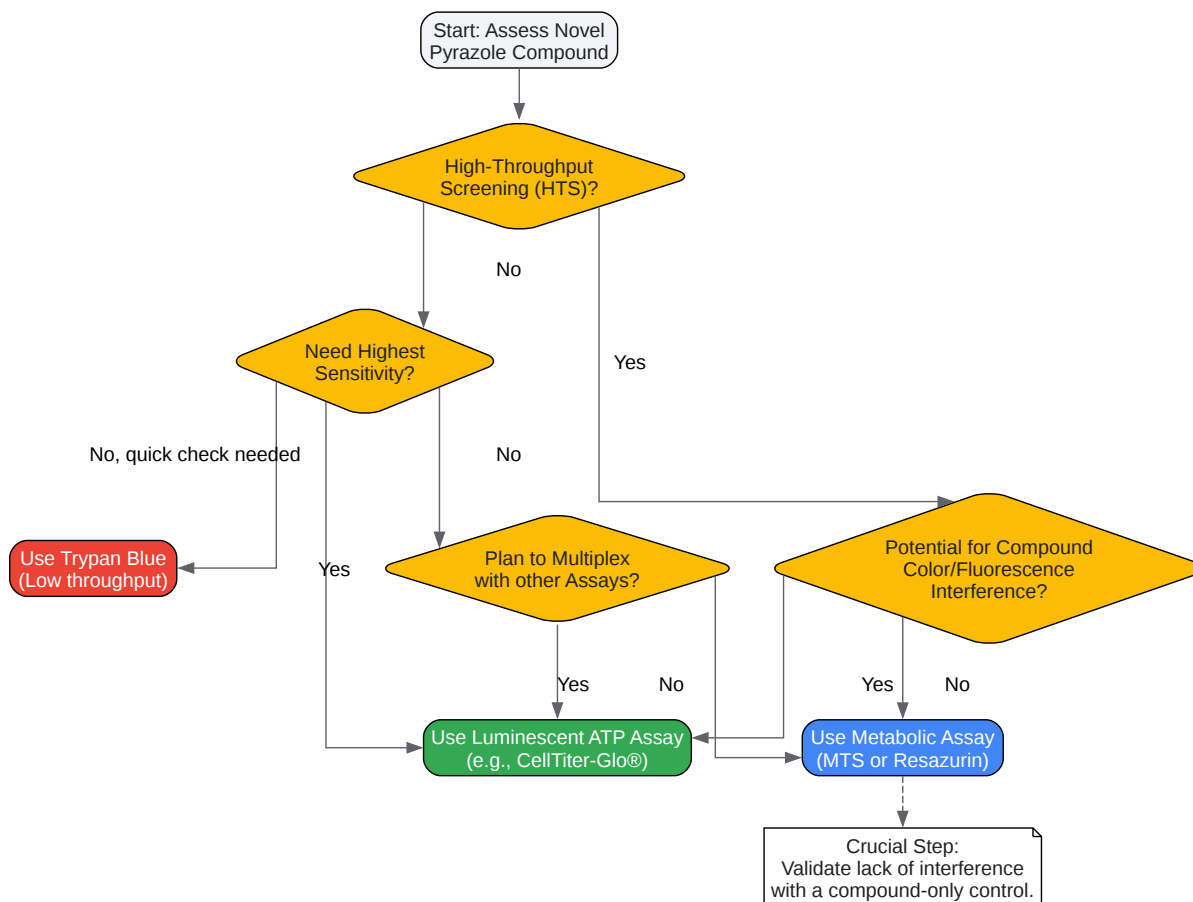 Start: Assess Novel
Pyrazole Compound
High-Throughput
Screening (HTS)?
No
Yes
Need Highest
Sensitivity?
No, quick check needed
No
Yes
Use Trypan Blue
(Low throughput)
Plan to Multiplex
with other Assays?
Potential for Compound
Color/Fluorescence
Interference?
Yes
No
Yes
No
Use Luminescent ATP Assay
(e.g., CellTiter-Glo®)
Use Metabolic Assay
(MTS or Resazurin)
Crucial Step:
Validate lack of interference
with a compound-only control.